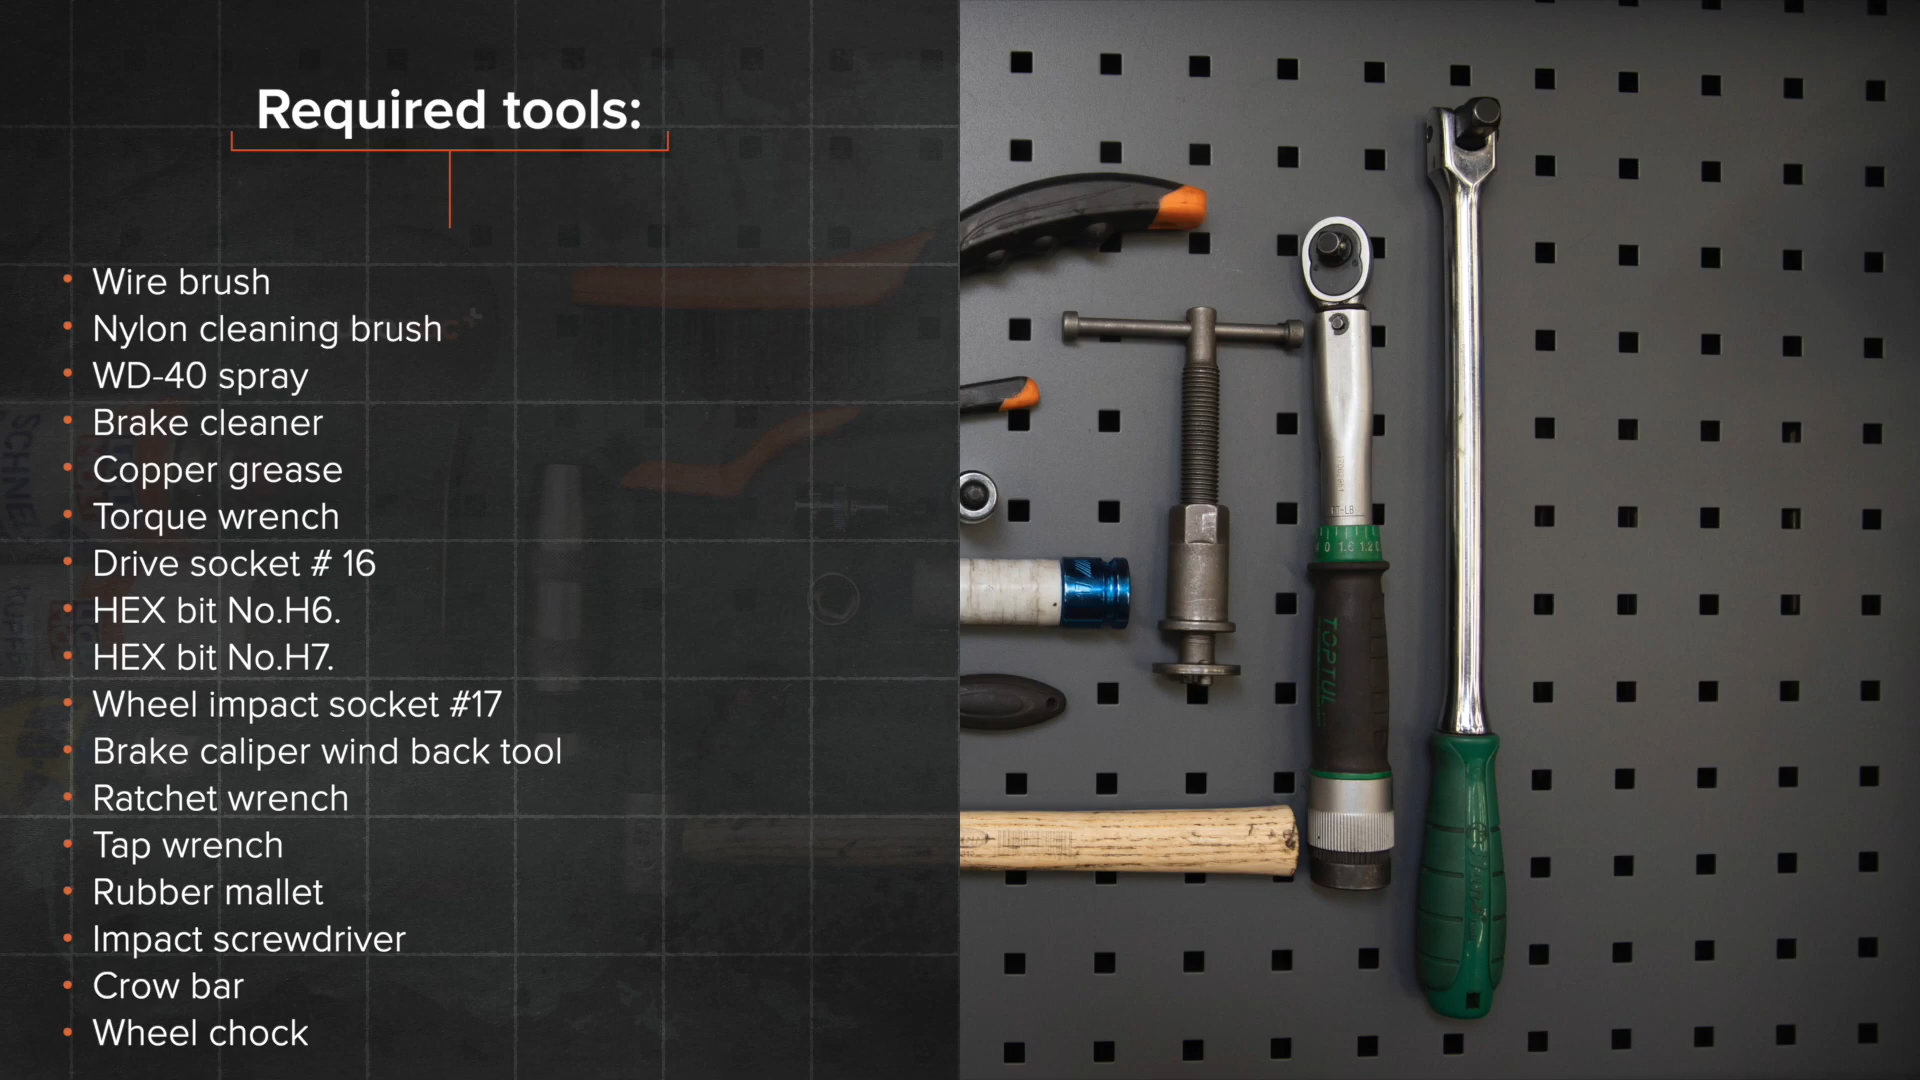 Required tools:
Wire brush
Nylon cleaning brush
WD-40 spray
Brake cleaner
Copper grease
Torque wrench
Drive socket # 16
HEX bit No.H6.
HEX bit No.H7.
Wheel impact socket #17
Brake caliper wind back tool
Ratchet wrench
Tap wrench
Rubber mallet
Impact screwdriver
Crow bar
Wheel chock
TOPTUL